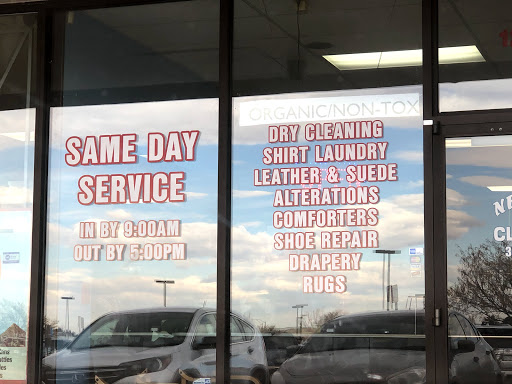 SAME DAY
SERVICE
IN BY 9:00AM
OUT BY 5:00PM
ORGANIC/NON-TOX
DRY CLEANING
SHIRT LAUNDRY
LEATHER & SUEDE
ALTERATIONS
COMFORTERS
SHOE REPAIR
DRAPERY
RUGS